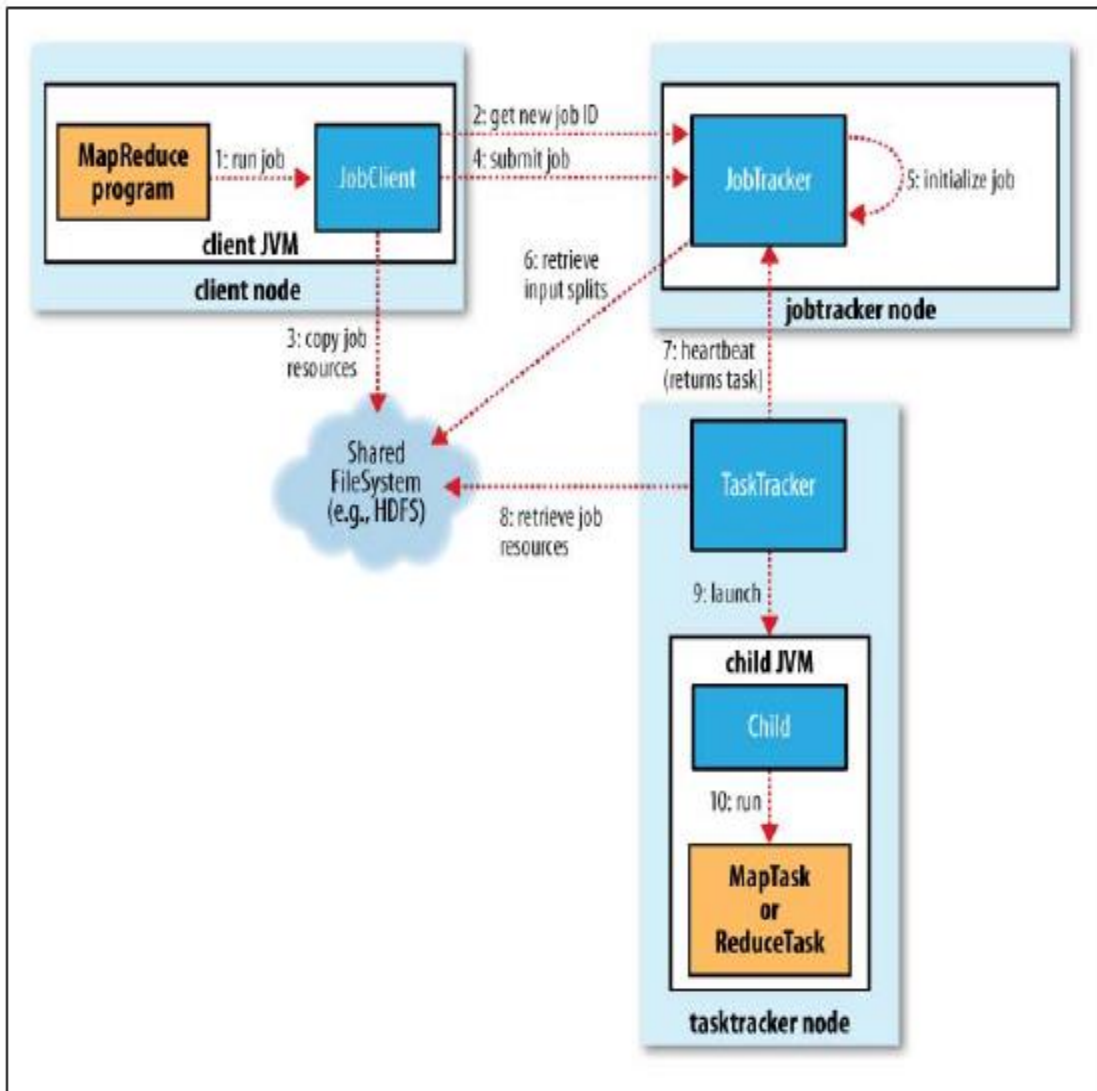 MapReduce
program
1: run job
JobClient
client JVM
client node
2: get new job ID
4: submit job
JobTracker
5: initialize job
jobtracker node
3: copy job
resources
6: retrieve
input splits
7: heartbeat
(returns task)
Shared
FileSystem
(e.g., HDFS)
8: retrieve job
resources
TaskTracker
9: launch
child JVM
Child
10: run
MapTask
or
ReduceTask
tasktracker node